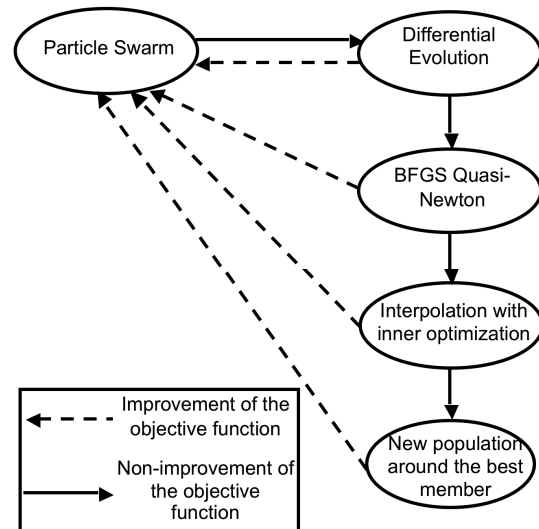 Particle Swarm
Differential
Evolution
BFGS Quasi-
Newton
Interpolation with
inner optimization
New population
around the best
member
Improvement of the
objective function
Non-improvement of
the objective
function